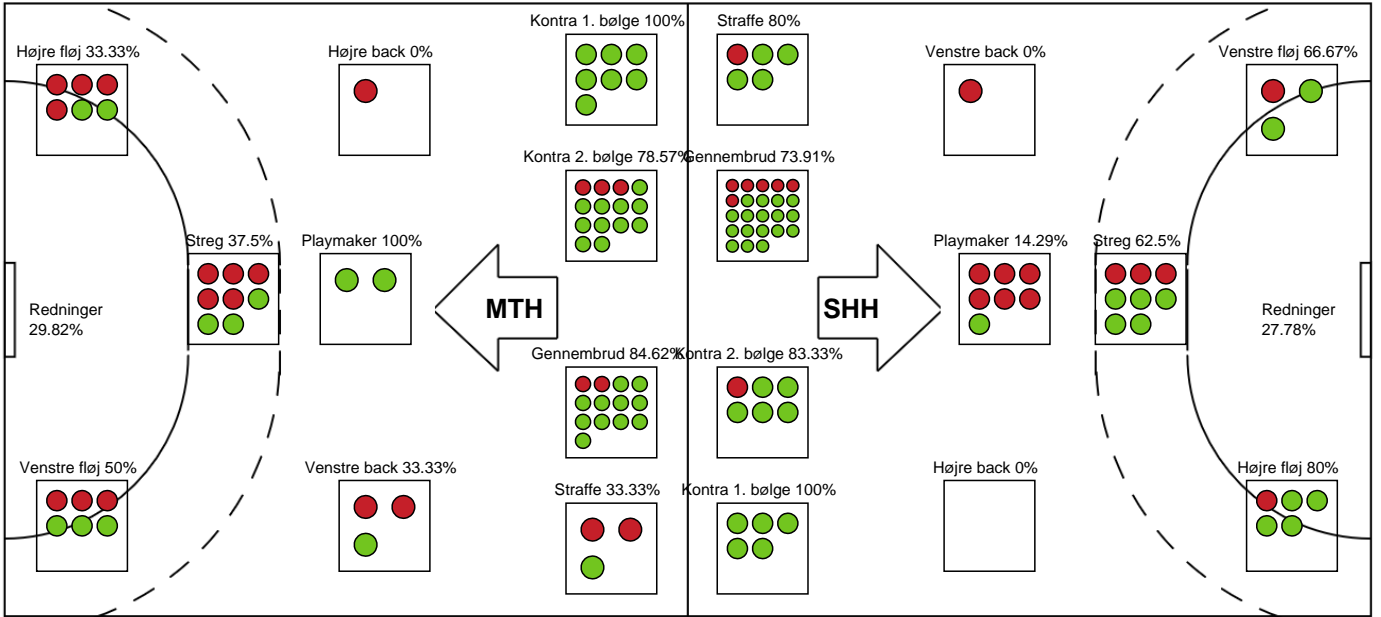 Kontra 1. bølge 100%
Straffe 80%
Højre fløj 33.33%
Højre back 0%
Venstre back 0%
Venstre fløj 66.67%
Kontra 2. bølge 78.57%
Gennembrud 73.91%
Streg 37.5%
Playmaker 100%
Playmaker 14.29%
Streg 62.5%
Redninger
29.82%
MTH
SHH
Redninger
27.78%
Gennembrud 84.62%
Kontra 2. bølge 83.33%
Venstre fløj 50%
Venstre back 33.33%
Straffe 33.33%
Kontra 1. bølge 100%
Højre back 0%
Højre fløj 80%